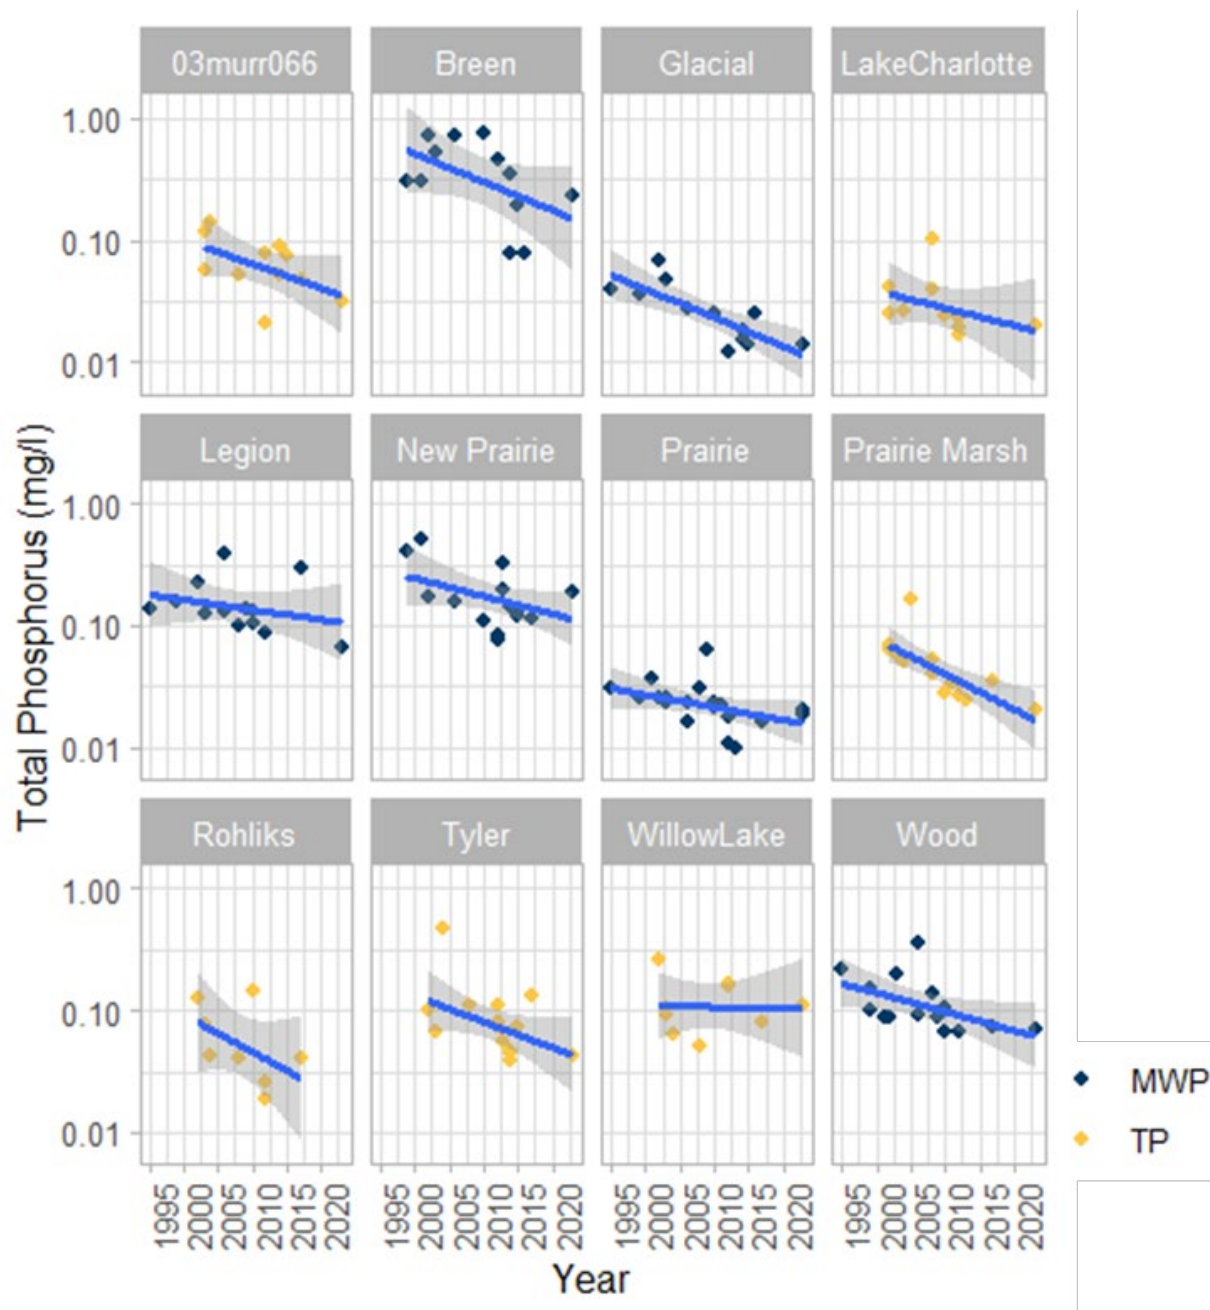 03murr066 Breen Glacial LakeCharlotte
1.00
0.10
0.01
Legion New Prairie Prairie Prairie Marsh
1.00
0.10
0.01
Rohliks Tyler WillowLake Wood
1.00
0.10
0.01
1995 2000 2005 2010 2015 2020 1995 2000 2005 2010 2015 2020 1995 2000 2005 2010 2015 2020 1995 2000 2005 2010 2015 2020
Year
Total Phosphorus (mg/l)
MWP
TP